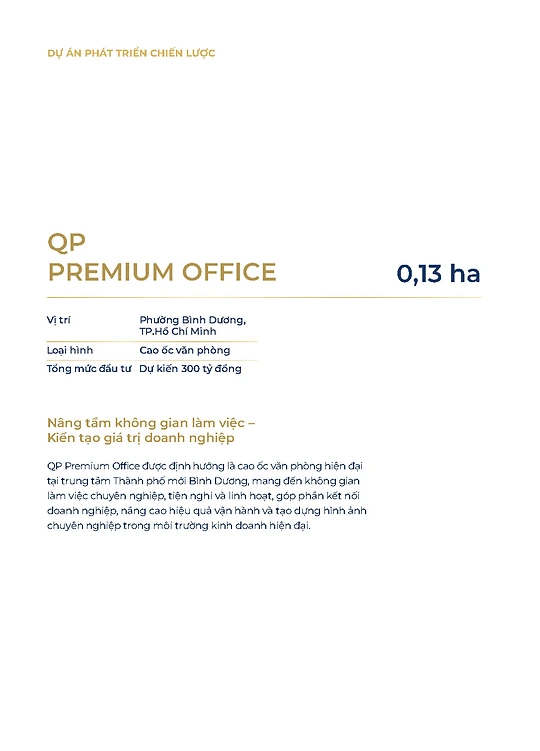 DỰ ÁN PHÁT TRIỂN CHIẾN LƯỢC
QP
PREMIUM OFFICE
0,13 ha
Vị trí Phường Bình Dương,
TP.Hồ Chí Minh
Loại hình Cao ốc văn phòng
Tổng mức đầu tư Dự kiến 300 tỷ đồng
Nâng tầm không gian làm việc –
Kiến tạo giá trị doanh nghiệp
QP Premium Office được định hướng là cao ốc văn phòng hiện đại
tại trung tâm Thành phố mới Bình Dương, mang đến không gian
làm việc chuyên nghiệp, tiện nghi và linh hoạt, góp phần kết nối
doanh nghiệp, nâng cao hiệu quả vận hành và tạo dựng hình ảnh
chuyên nghiệp trong môi trường kinh doanh hiện đại.